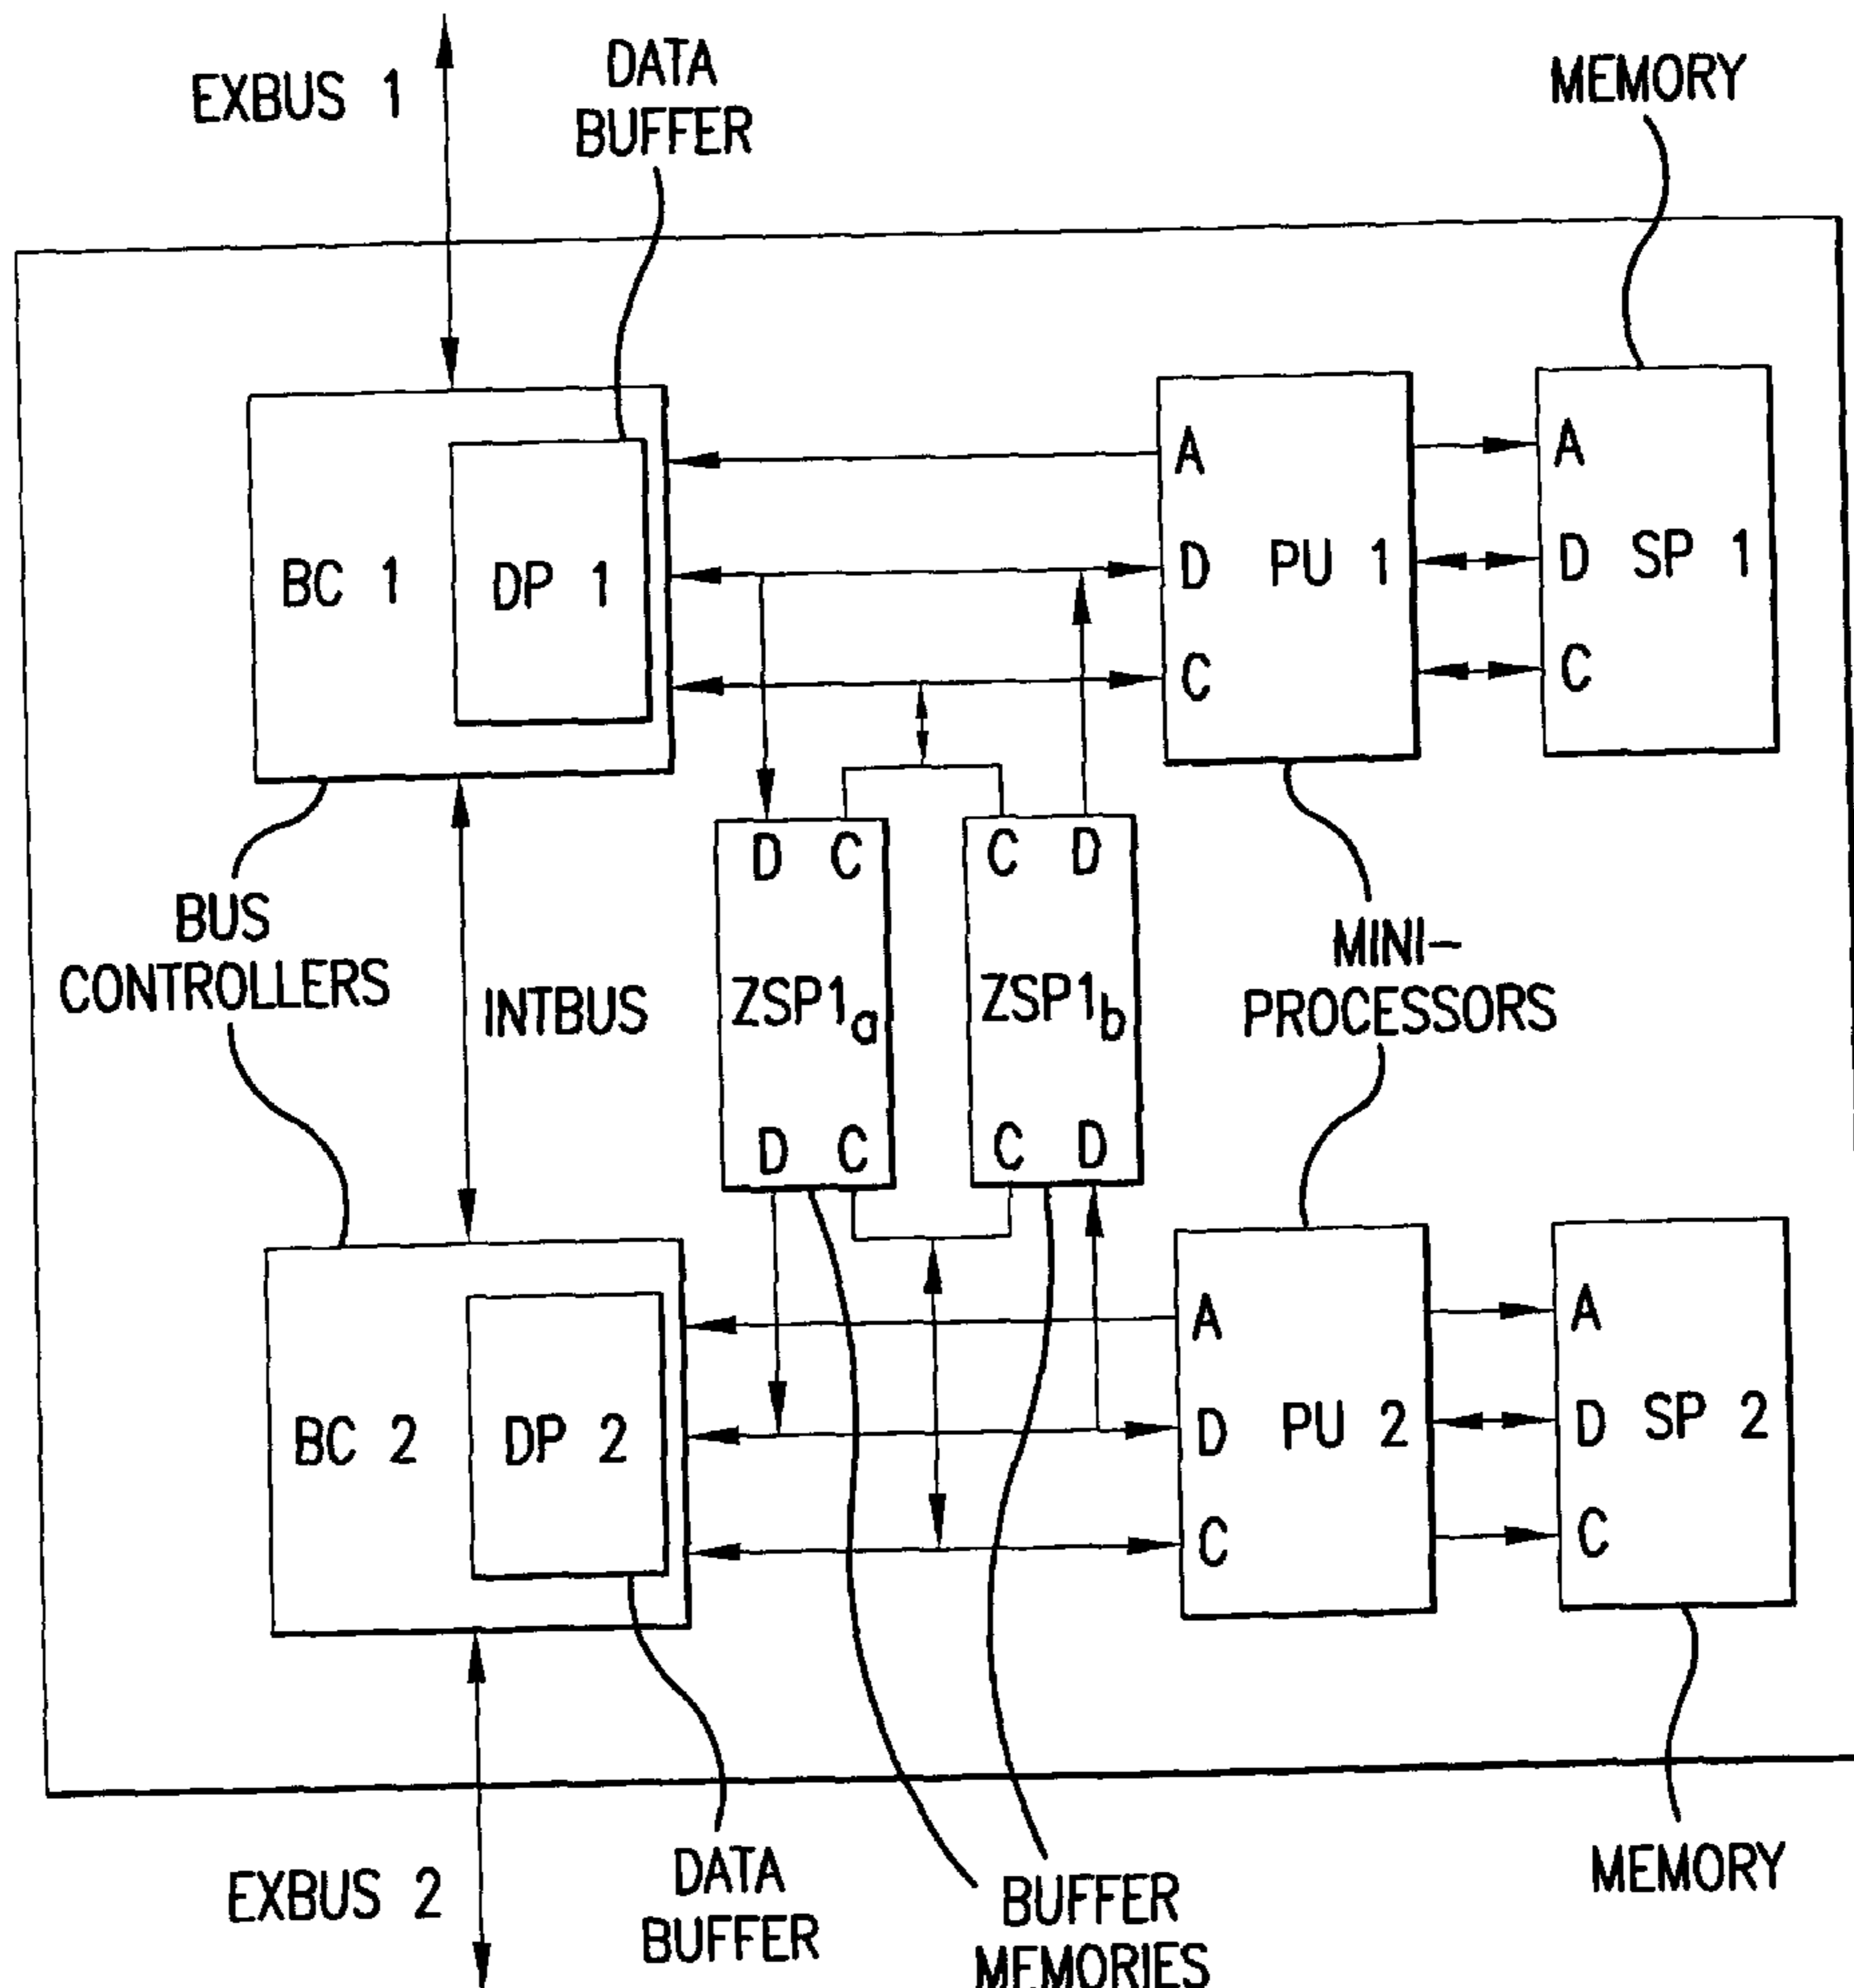 EXBUS 1
DATA
BUFFER
MEMORY
BC 1
DP 1
A
D
C
PU 1
A
D
C
SP 1
D C
C D
BUS
CONTROLLERS
INTBUS
ZSP1a
ZSP1b
MINI-
PROCESSORS
D C
C D
BC 2
DP 2
A
D
C
PU 2
A
D
C
SP 2
EXBUS 2
DATA
BUFFER
BUFFER
MEMORIES
MEMORY